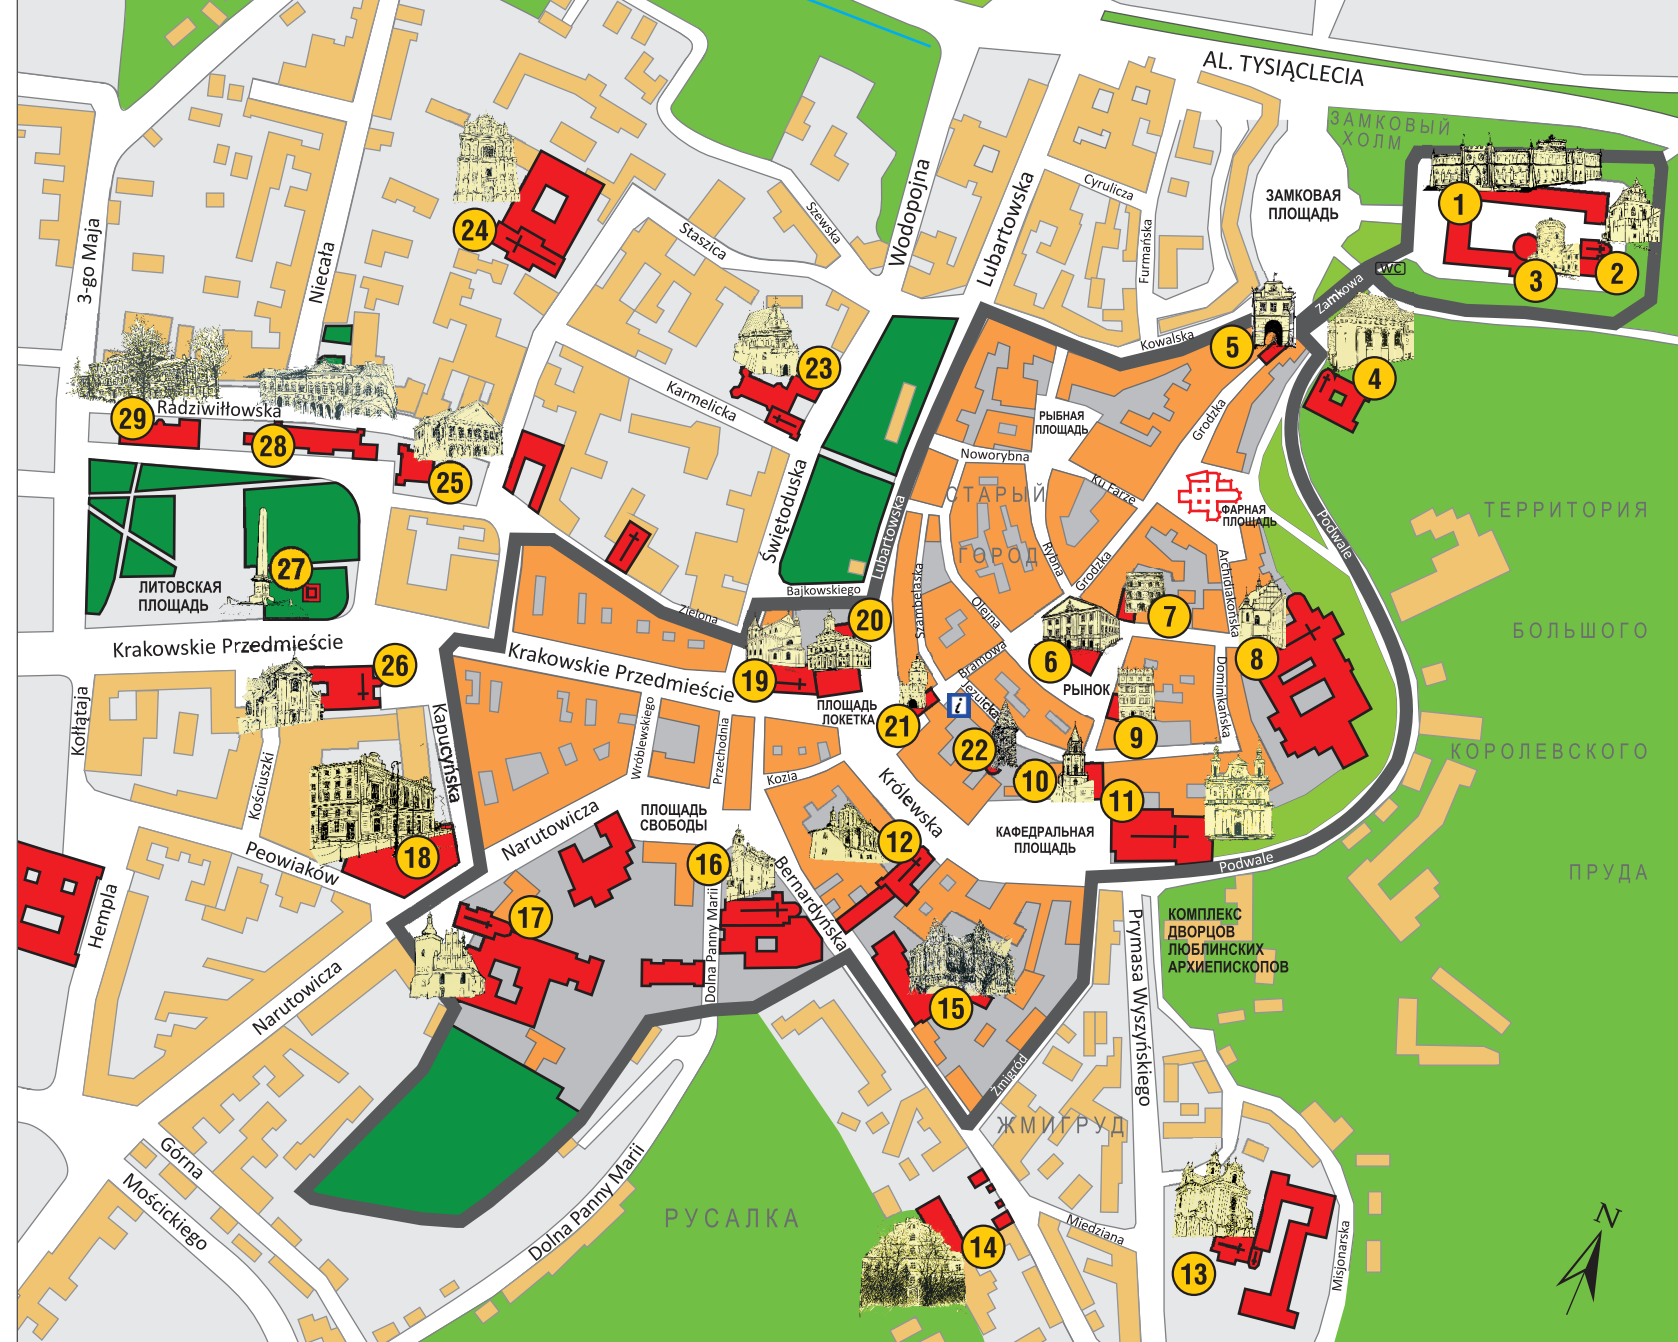 AL. TYSIĄCLECIA
ЗАМКОВЫЙ
ХОЛМ
ЗАМКОВАЯ
ПЛОЩАДЬ
1
2
3
WC
Zamkowa
4
5
Kowalska
Cyrulicza
Furmańska
Lubartowska
Wodopojna
Szewska
Staszica
24
3-go Maja
Niecała
23
Karmelicka
Świętoduska
Radziwiłłowska
29
28
25
27
ЛИТОВСКАЯ
ПЛОЩАДЬ
РЫБНАЯ
ПЛОЩАДЬ
Noworybna
Grodzka
Ku Farze
ФАРНАЯ
ПЛОЩАДЬ
СТАРЫЙ
ГОРОД
Rybna
Grodzka
Archidiakońska
Podwale
ТЕРРИТОРИЯ
БОЛЬШОГО
КОРОЛЕВСКОГО
ПРУДА
Lubartowska
Bajkowskiego
Zielona
Szambelańska
Olejna
Bramowa
Jezuicka
6
7
8
РЫНОК
Dominikańska
9
Krakowskie Przedmieście
Krakowskie Przedmieście
26
19
20
ПЛОЩАДЬ
ЛОКЕТКА
21
i
22
10
11
КАФЕДРАЛЬНАЯ
ПЛОЩАДЬ
Podwale
Kołłątaja
Kościuszki
Kapucyńska
Wróblewskiego
Przechodnia
Kozia
Królewska
ПЛОЩАДЬ
СВОБОДЫ
Narutowicza
Peowiaków
18
Hempla
12
16
17
Bernardyńska
Dolna Panny Marii
15
Narutowicza
КОМПЛЕКС
ДВОРЦОВ
ЛЮБЛИНСКИХ
АРХИЕПИСКОПОВ
Prymasa Wyszyńskiego
Żmigród
ЖМИГРУД
Górna
Mościckiego
Dolna Panny Marii
РУСАЛКА
14
Miedziana
13
Misjonarska
N